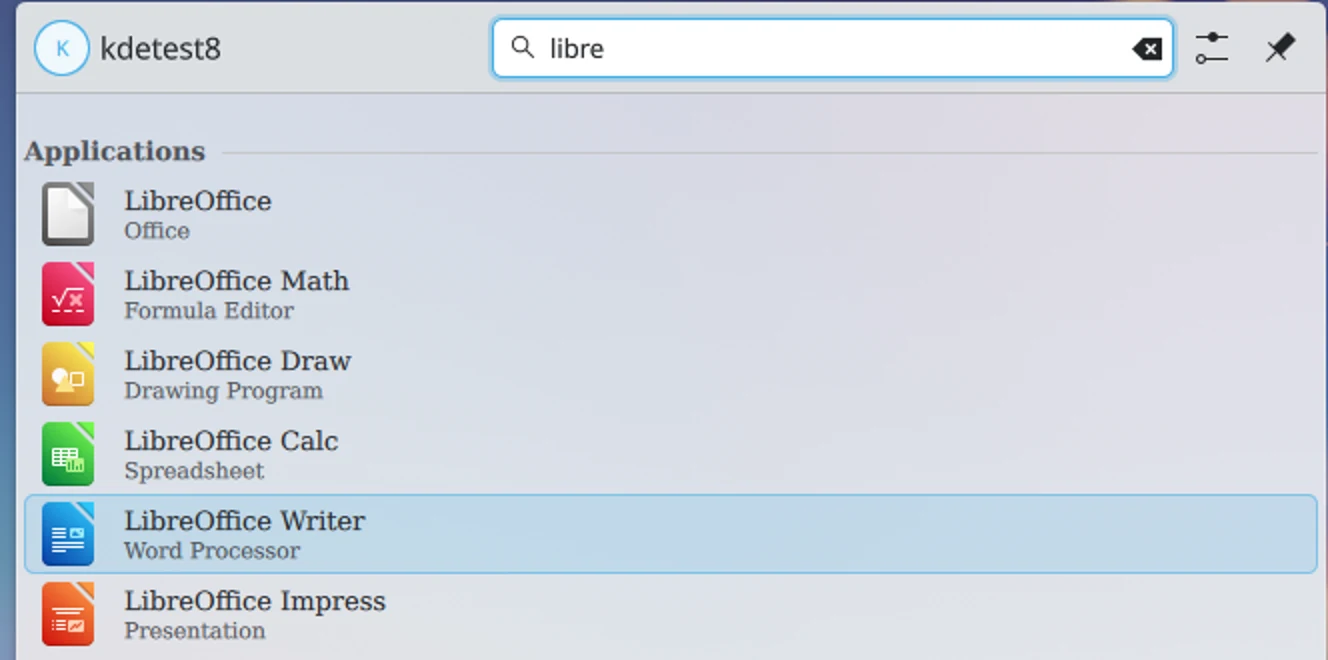 K kdetest8
libre
Applications
LibreOffice
Office
LibreOffice Math
Formula Editor
LibreOffice Draw
Drawing Program
LibreOffice Calc
Spreadsheet
LibreOffice Writer
Word Processor
LibreOffice Impress
Presentation